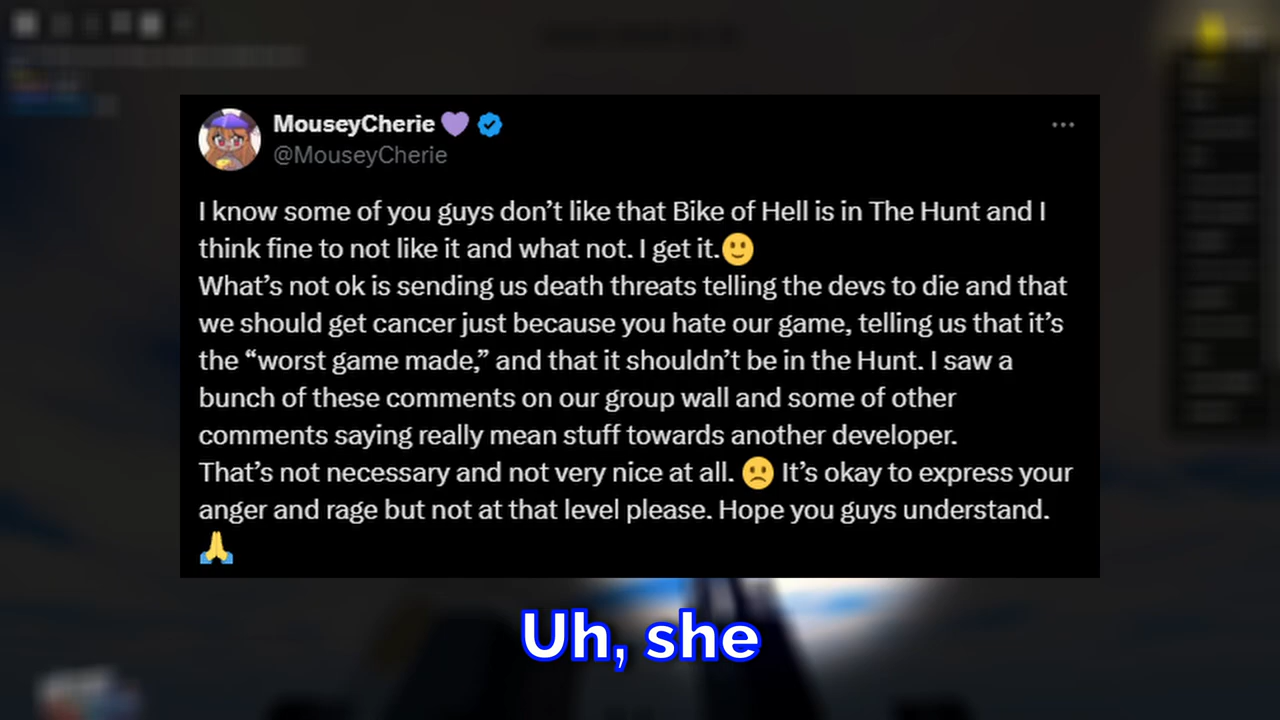 MouseyCherie 💜
@MouseyCherie
I know some of you guys don’t like that Bike of Hell is in The Hunt and I
think fine to not like it and what not. I get it.🙂
What’s not ok is sending us death threats telling the devs to die and that
we should get cancer just because you hate our game, telling us that it’s
the “worst game made,” and that it shouldn’t be in the Hunt. I saw a
bunch of these comments on our group wall and some of other
comments saying really mean stuff towards another developer.
That’s not necessary and not very nice at all. 🙁 It’s okay to express your
anger and rage but not at that level please. Hope you guys understand.
🙏
Uh, she